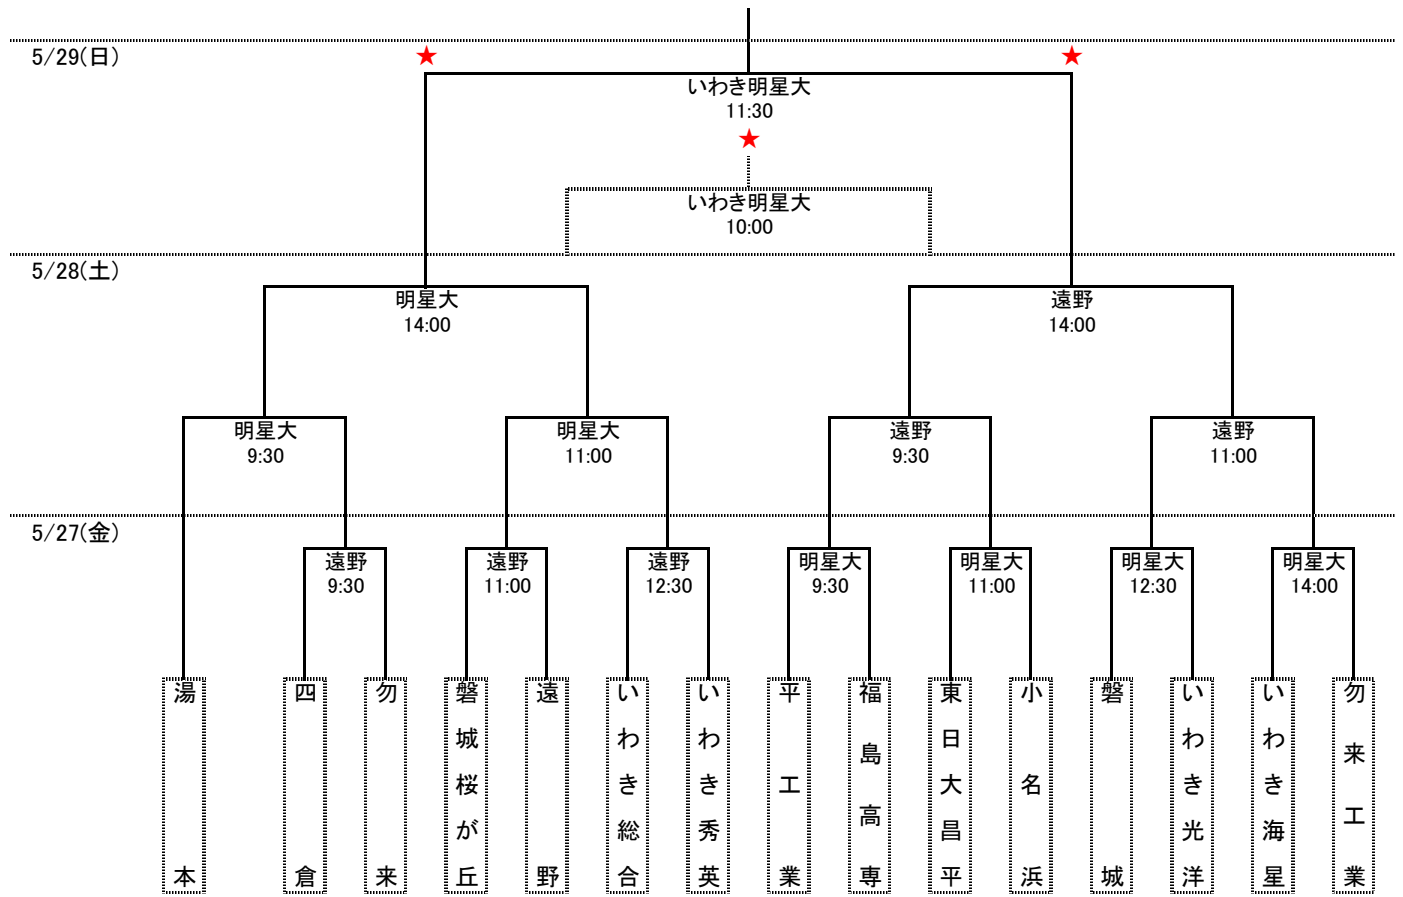 5/29(日)
★
★
いわき明星大
11:30
★
いわき明星大
10:00
5/28(土)
明星大
14:00
遠野
14:00
明星大
9:30
明星大
11:00
遠野
9:30
遠野
11:00
5/27(金)
遠野
9:30
遠野
11:00
遠野
12:30
明星大
9:30
明星大
11:00
明星大
12:30
明星大
14:00
湯本
四倉
勿来
磐城桜が丘
遠野
いわき総合
いわき秀英
平工業
福島高専
東日大昌平
小名浜
磐城
いわき光洋
いわき海星
勿来工業